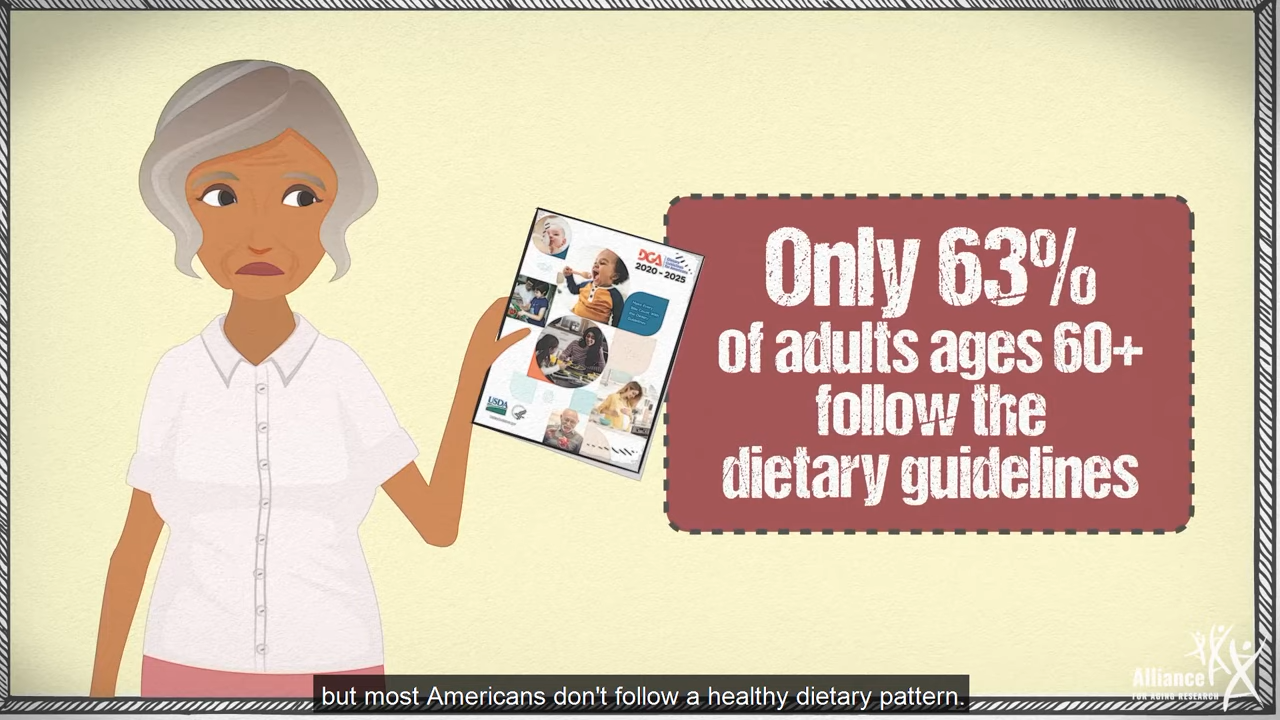 DGA
2020 - 2025
USDA
Only 63%
of adults ages 60+
follow the
dietary guidelines
but most Americans don't follow a healthy dietary pattern.
Alliance
FOR AGING RESEARCH